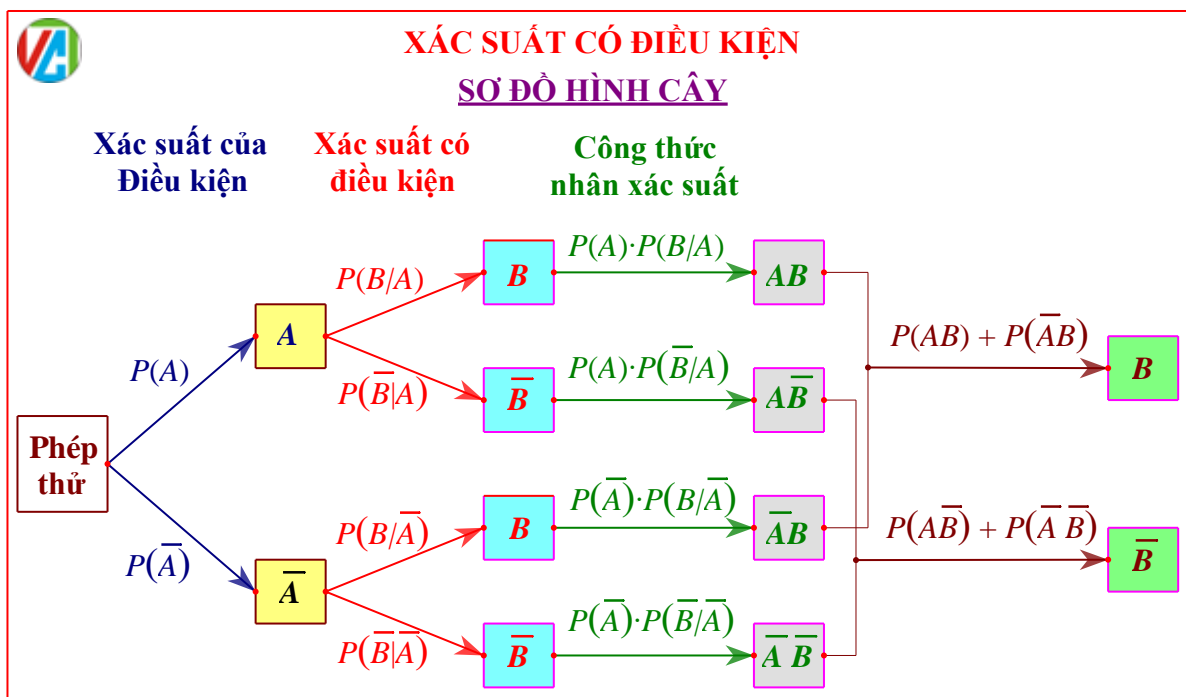 XÁC SUẤT CÓ ĐIỀU KIỆN
SƠ ĐỒ HÌNH CÂY
Xác suất của
Điều kiện
Xác suất có
điều kiện
Công thức
nhân xác suất
Phép
thử
P(A)
P(A̅)
A
A̅
P(B/A)
P(B̅|A)
P(B/A̅)
P(B̅|A̅)
B
B̅
B
B̅
P(A)·P(B/A)
P(A)·P(B̅/A)
P(A̅)·P(B/A̅)
P(A̅)·P(B̅/A̅)
AB
AB̅
A̅B
A̅ B̅
P(AB) + P(A̅B)
B
P(AB̅) + P(A̅ B̅)
B̅